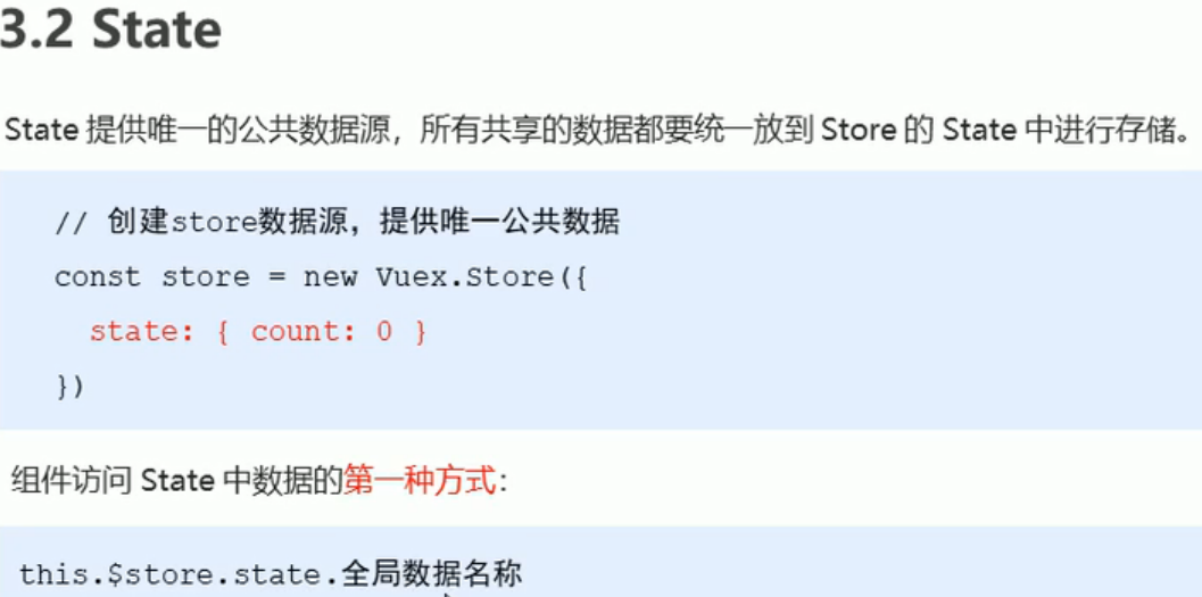 3.2 State
State 提供唯一的公共数据源，所有共享的数据都要统一放到 Store 的 State 中进行存储。
// 创建store数据源，提供唯一公共数据
const store = new Vuex.Store({
state: { count: 0 }
})
组件访问 State 中数据的第一种方式：
this.$store.state.全局数据名称